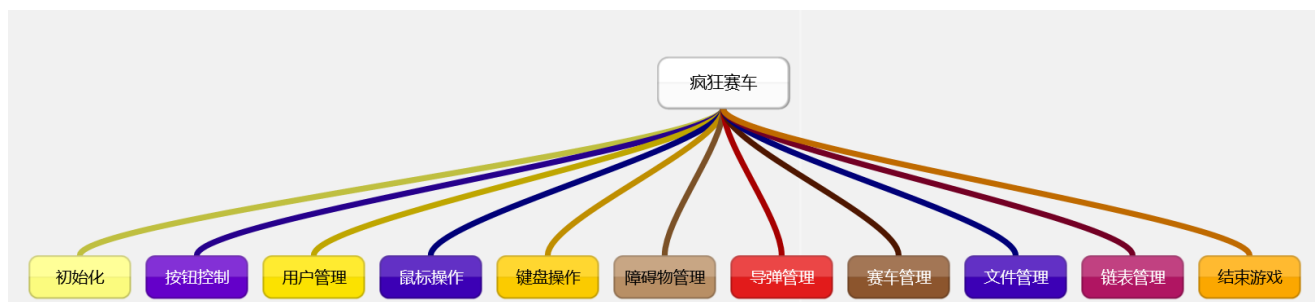 疯狂赛车
初始化
按钮控制
用户管理
鼠标操作
键盘操作
障碍物管理
导弹管理
赛车管理
文件管理
链表管理
结束游戏